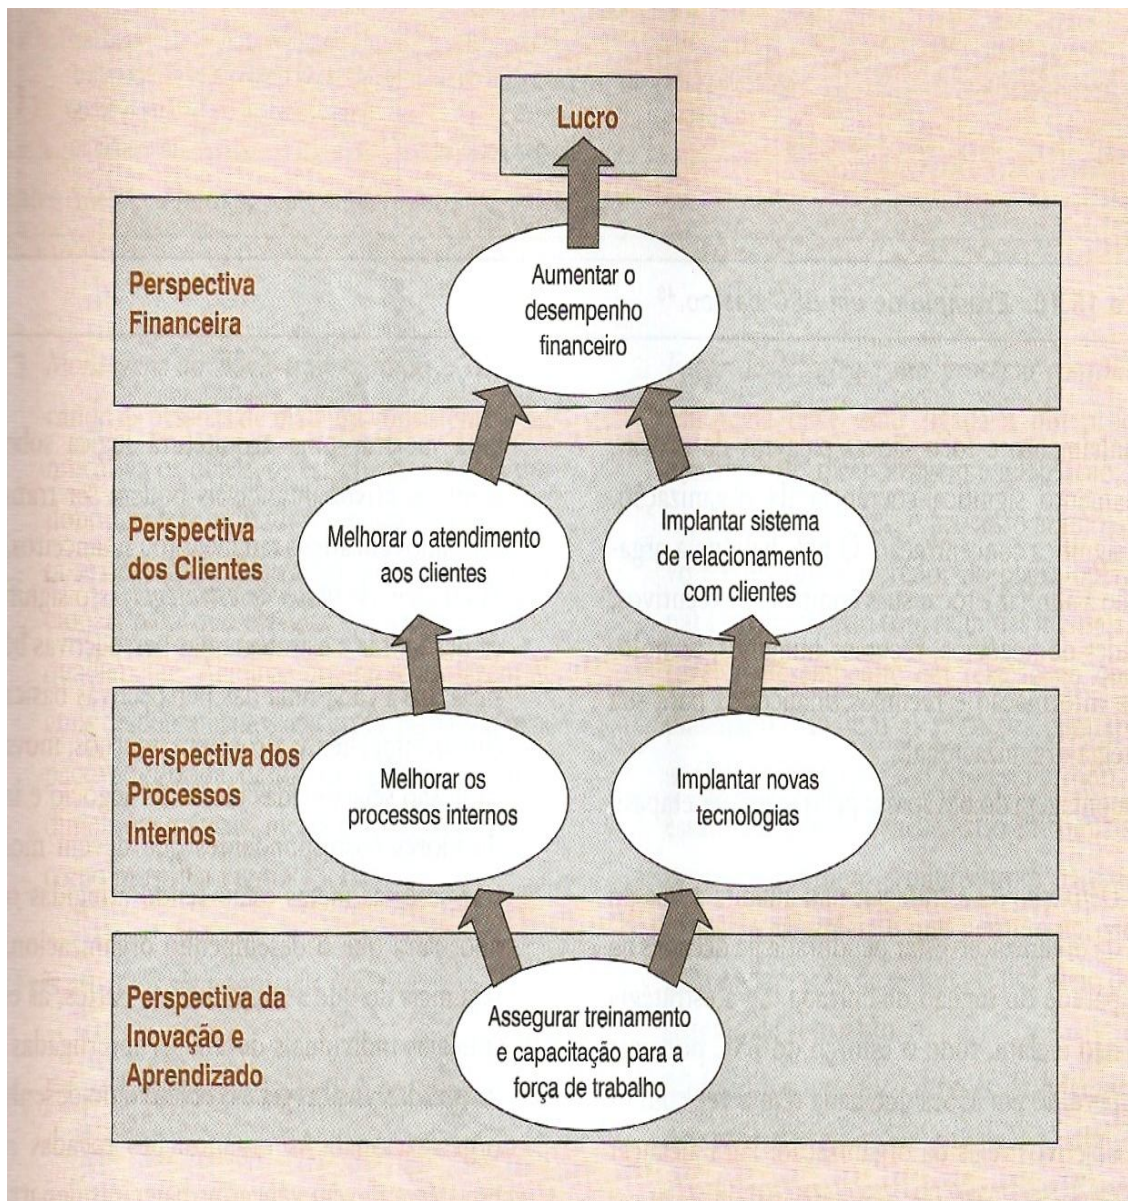 Lucro
Perspectiva
Financeira
Aumentar o
desempenho
financeiro
Perspectiva
dos Clientes
Melhorar o atendimento
aos clientes
Implantar sistema
de relacionamento
com clientes
Perspectiva dos
Processos
Internos
Melhorar os
processos internos
Implantar novas
tecnologias
Perspectiva da
Inovação e
Aprendizado
Assegurar treinamento
e capacitação para a
força de trabalho